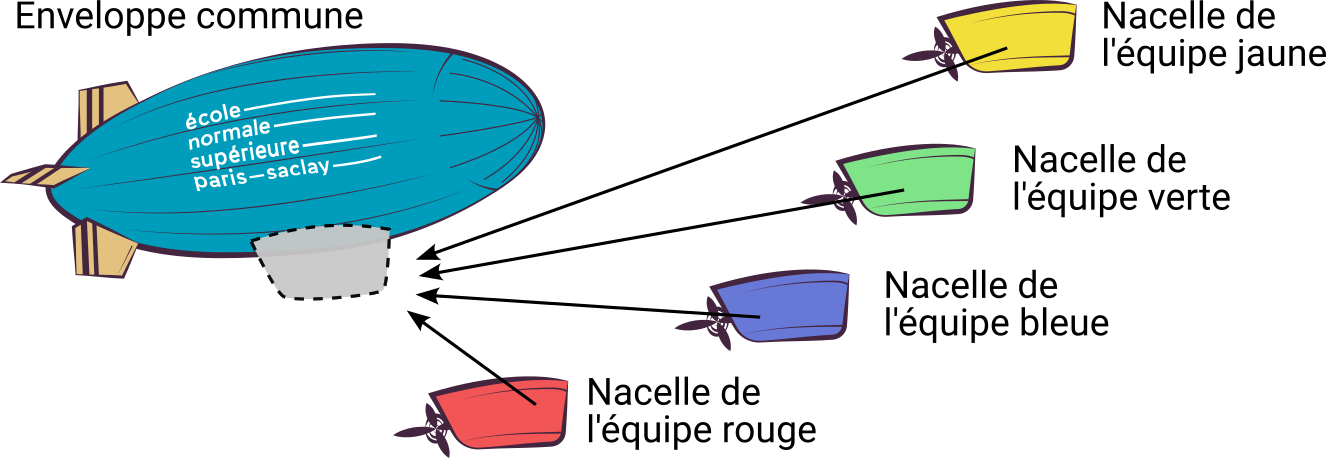 Enveloppe commune
école
normale
supérieure
paris–saclay
Nacelle de
l'équipe jaune
Nacelle de
l'équipe verte
Nacelle de
l'équipe bleue
Nacelle de
l'équipe rouge